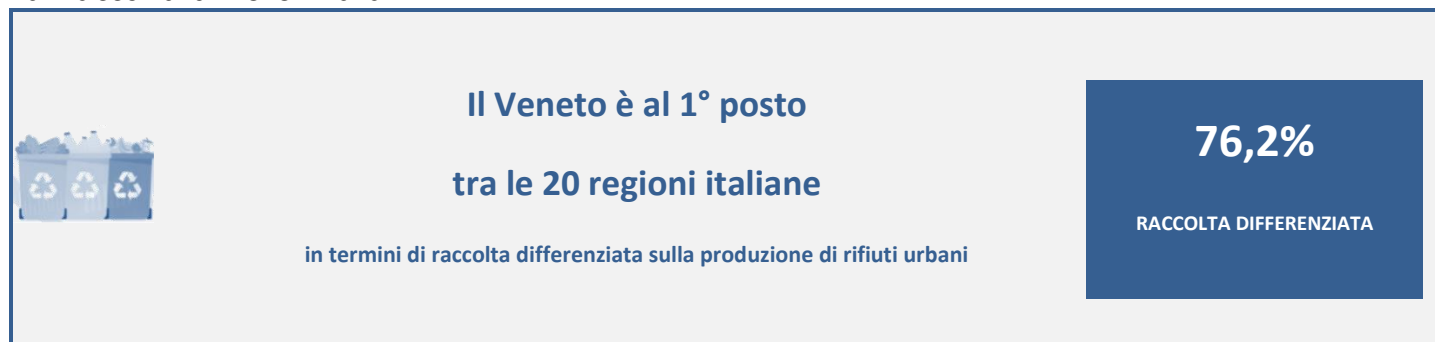 Il Veneto è al 1° posto
tra le 20 regioni italiane
in termini di raccolta differenziata sulla produzione di rifiuti urbani
76,2%
RACCOLTA DIFFERENZIATA